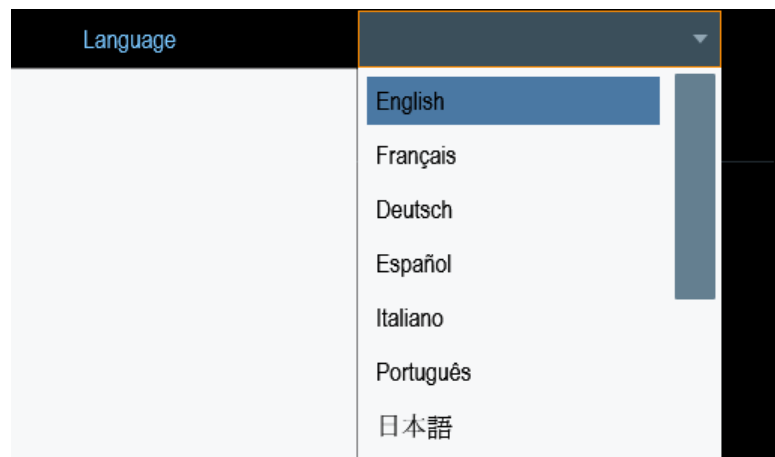 Language
English
Français
Deutsch
Español
Italiano
Português
日本語